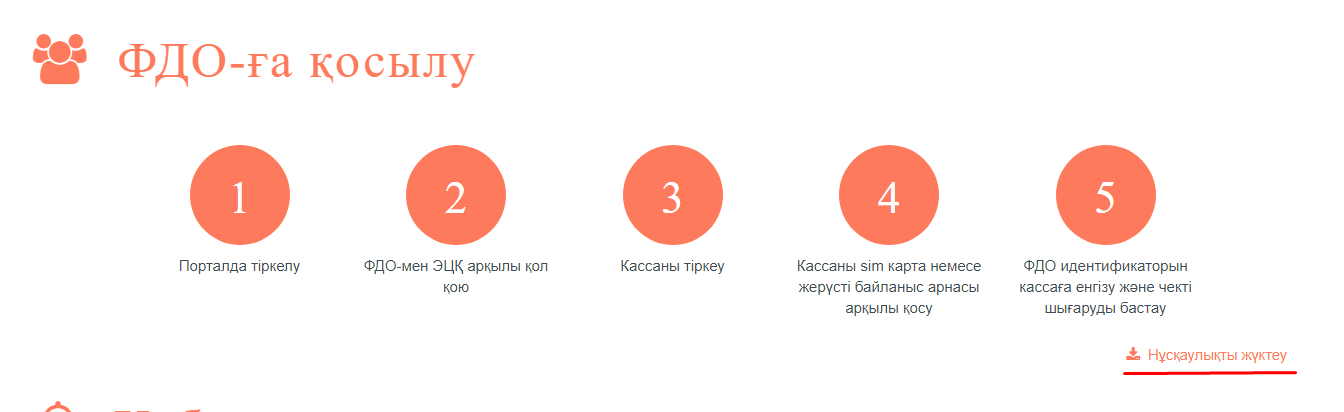 ФДО-ға қосылу
1
2
3
4
5
Порталда тіркелу
ФДО-мен ЭЦҚ арқылы қол
қою
Кассаны тіркеу
Кассаны sim карта немесе
жерүсті байланыс арнасы
арқылы қосу
ФДО идентификаторын
кассаға енгізу және чекті
шығаруды бастау
Нұсқаулықты жүктеу